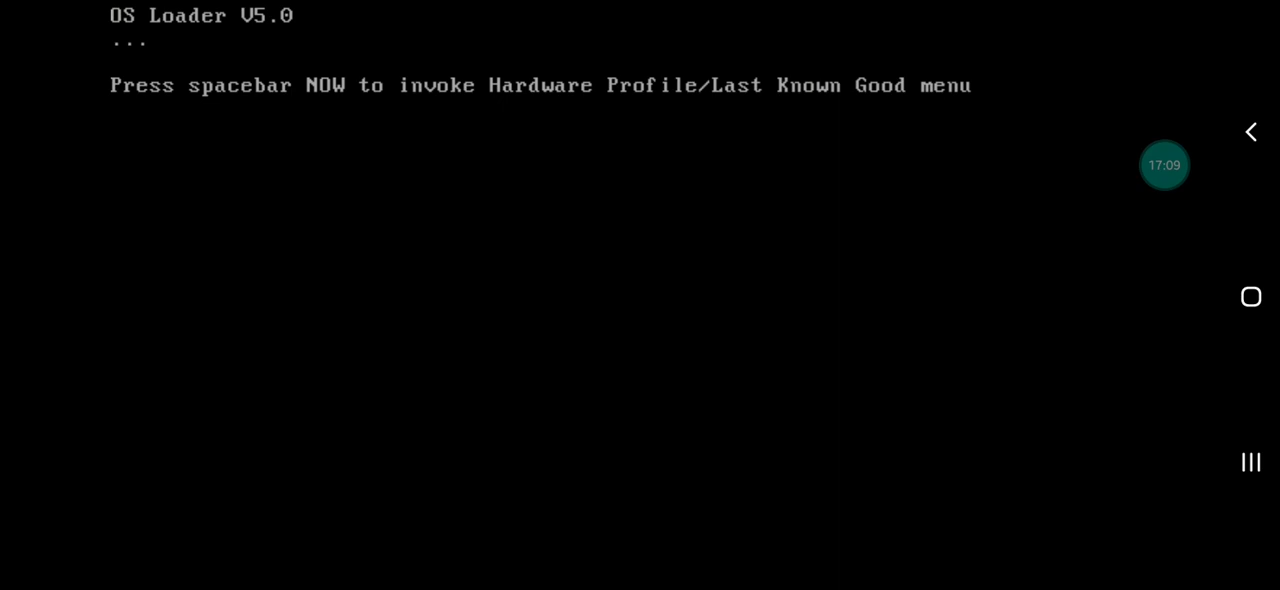 OS Loader V5.0
...
Press spacebar NOW to invoke Hardware Profile/Last Known Good menu
17:09